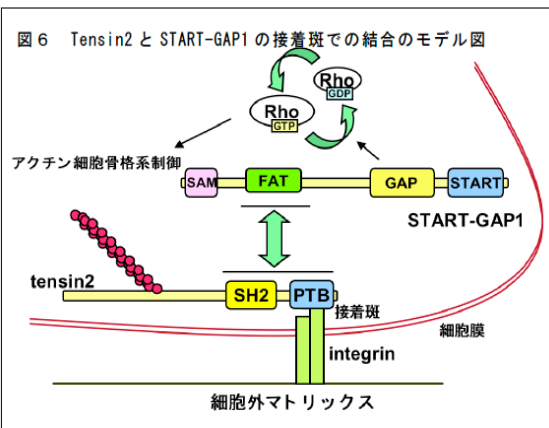 図６　Tensin2 と START-GAP1 の接着斑での結合のモデル図
Rho
GDP
Rho
GTP
アクチン細胞骨格系制御
SAM
FAT
GAP
START
START-GAP1
tensin2
SH2
PTB
接着斑
細胞膜
integrin
細胞外マトリックス